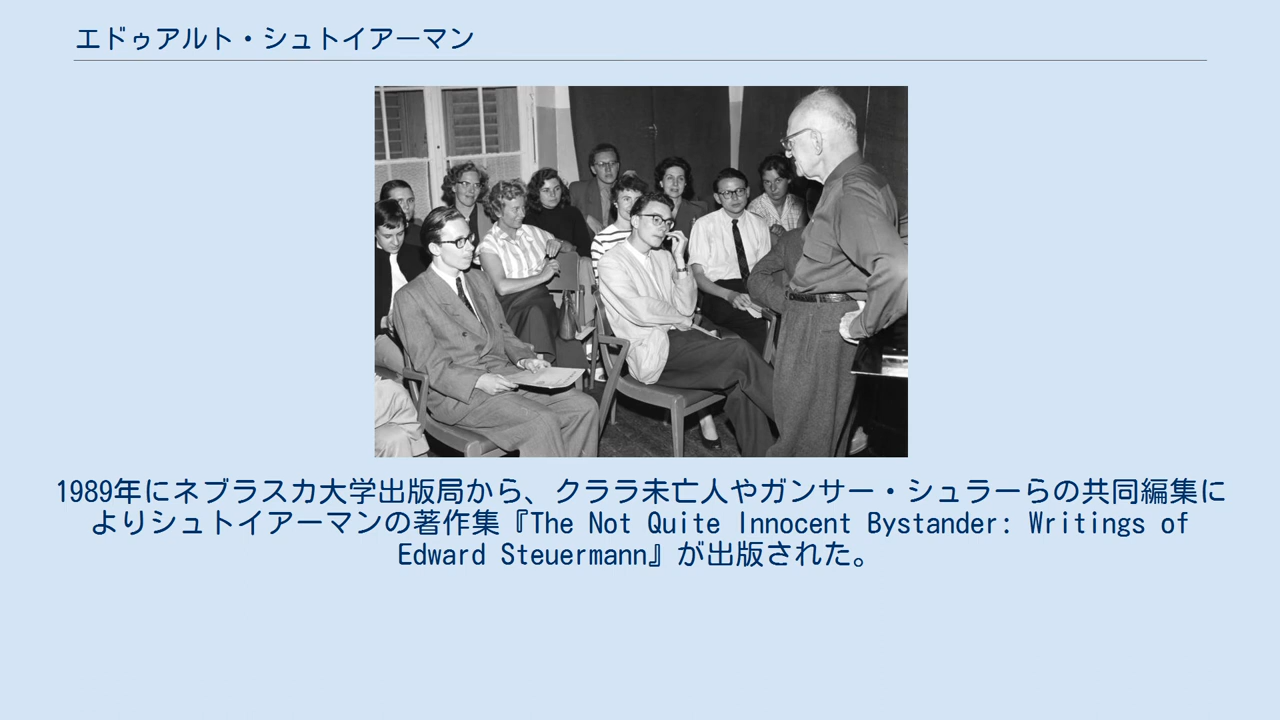 エドゥアルト・シュトイアーマン
1989年にネブラスカ大学出版局から、クララ未亡人やガンサー・シュラーらの共同編集に
よりシュトイアーマンの著作集『The Not Quite Innocent Bystander: Writings of
Edward Steuermann』が出版された。